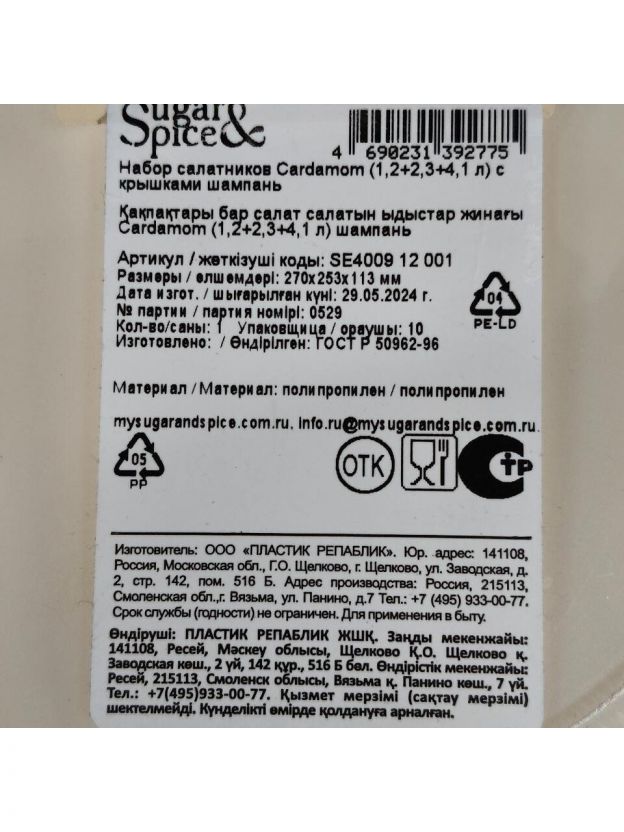 Sugar&
Spice
4 690231 392775
Набор салатников Cardamom (1,2+2,3+4,1 л) с
крышками шампань
Қақпақтары бар салат салатын ыдыстар жинағы
Cardamom (1,2+2,3+4,1 л) шампань
Артикул / жеткізуші коды: SE4009 12 001
Размеры / өлшемдері: 270х253х113 мм
Дата изгот. / шығарылған күні: 29.05.2024 г.
№ партии / партия номірі: 0529
Кол-во/саны: 1 Упаковщица / ораушы: 10
Изготовлено: / Өндірілген: ГОСТ Р 50962-96
04
PE-LD
Материал / Материал: полипропилен / полипропилен
mysugarandspice.com.ru, info.ru@mysugarandspice.com.ru.
05
PP
ОТК
СТР
Изготовитель: ООО «ПЛАСТИК РЕПАБЛИК». Юр. адрес: 141108,
Россия, Московская обл., Г.О. Щелково, г. Щелково, ул. Заводская, д.
2, стр. 142, пом. 516 Б. Адрес производства: Россия, 215113,
Смоленская обл.,г. Вязьма, ул. Панино, д.7 Тел.: +7 (495) 933-00-77.
Срок службы (годности) не ограничен. Для применения в быту.
Өндіруші: ПЛАСТИК РЕПАБЛИК ЖШҚ. Заңды мекенжайы:
141108, Ресей, Мәскеу облысы, Щелково Қ.О. Щелково қ.
Заводская көш., 2 үй, 142 құр., 516 Б бөл. Өндірістік мекенжайы:
Ресей, 215113, Смоленск облысы, Вязьма қ. Панино көш., 7 үй.
Тел.: +7(495)933-00-77. Қызмет мерзімі (сақтау мерзімі)
шектелмейді. Күнделікті өмірде қолдануға арналған.